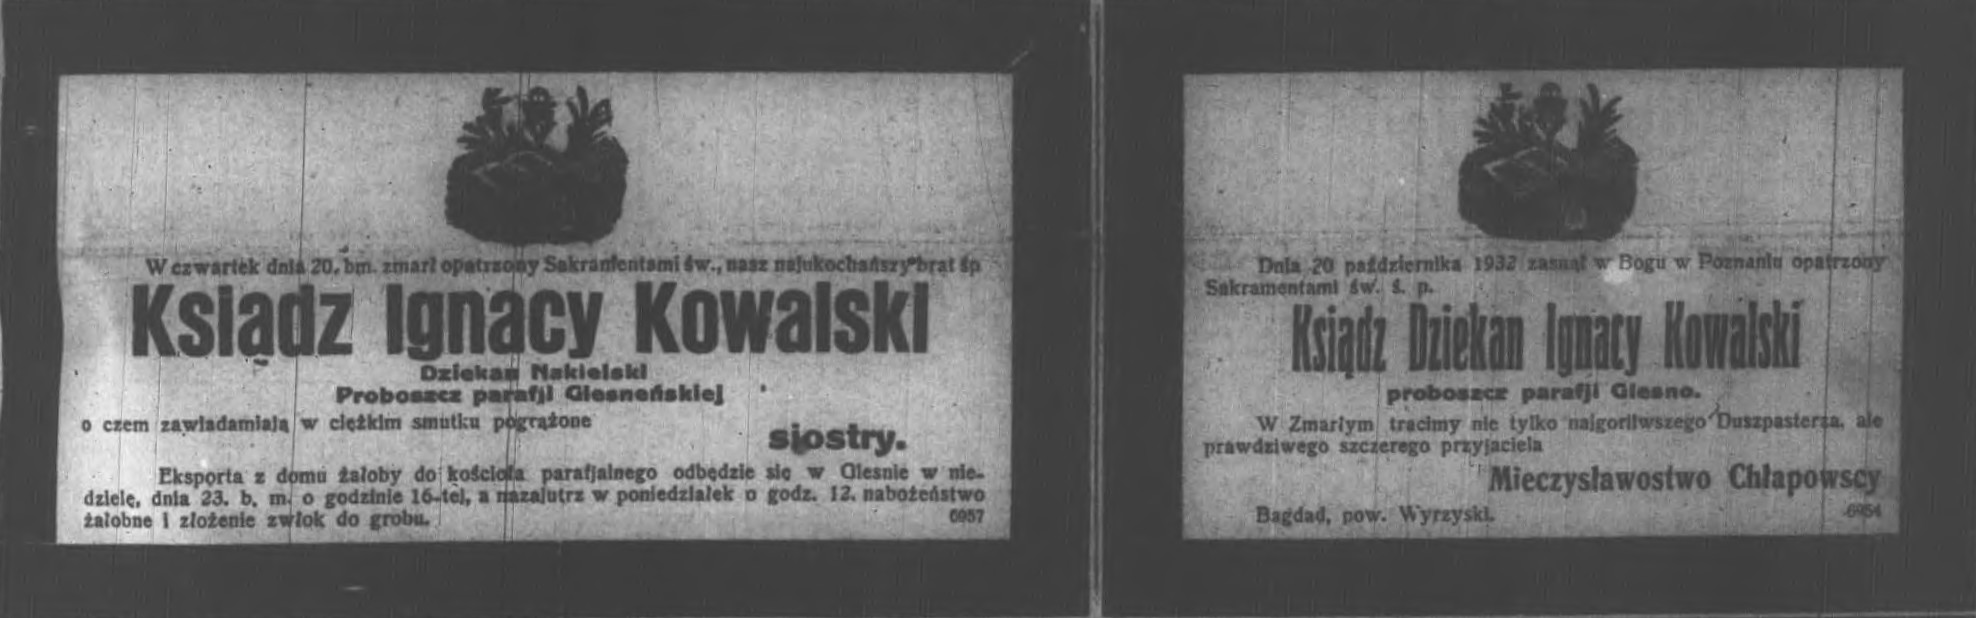 W czwartek dnia 20. bm. zmarł opatrzony Sakramentami św., nasz najukochańszy brat śp
Ksiądz Ignacy Kowalski
Dziekan Nakielski
Proboszcz parafji Glesneńskiej
o czem zawiadamiają w ciężkim smutku pogrążone
siostry.
Eksporta z domu żałoby do kościoła parafjalnego odbędzie się w Glesnie w nie-
dzielę, dnia 23. b. m. o godzinie 16-tej, a nazajutrz w poniedziałek o godz. 12. nabożeństwo
żałobne i złożenie zwłok do grobu.
6957
Dnia 20 października 1932 zasnął w Bogu w Poznaniu opatrzony
Sakramentami św. ś. p.
Ksiądz Dziekan Ignacy Kowalski
proboszcz parafji Glesno.
W Zmarłym tracimy nie tylko najgorliwszego Duszpasterza, ale
prawdziwego szczerego przyjaciela
Mieczysławostwo Chłapowscy
Bagdad, pow. Wyrzyski.
6954